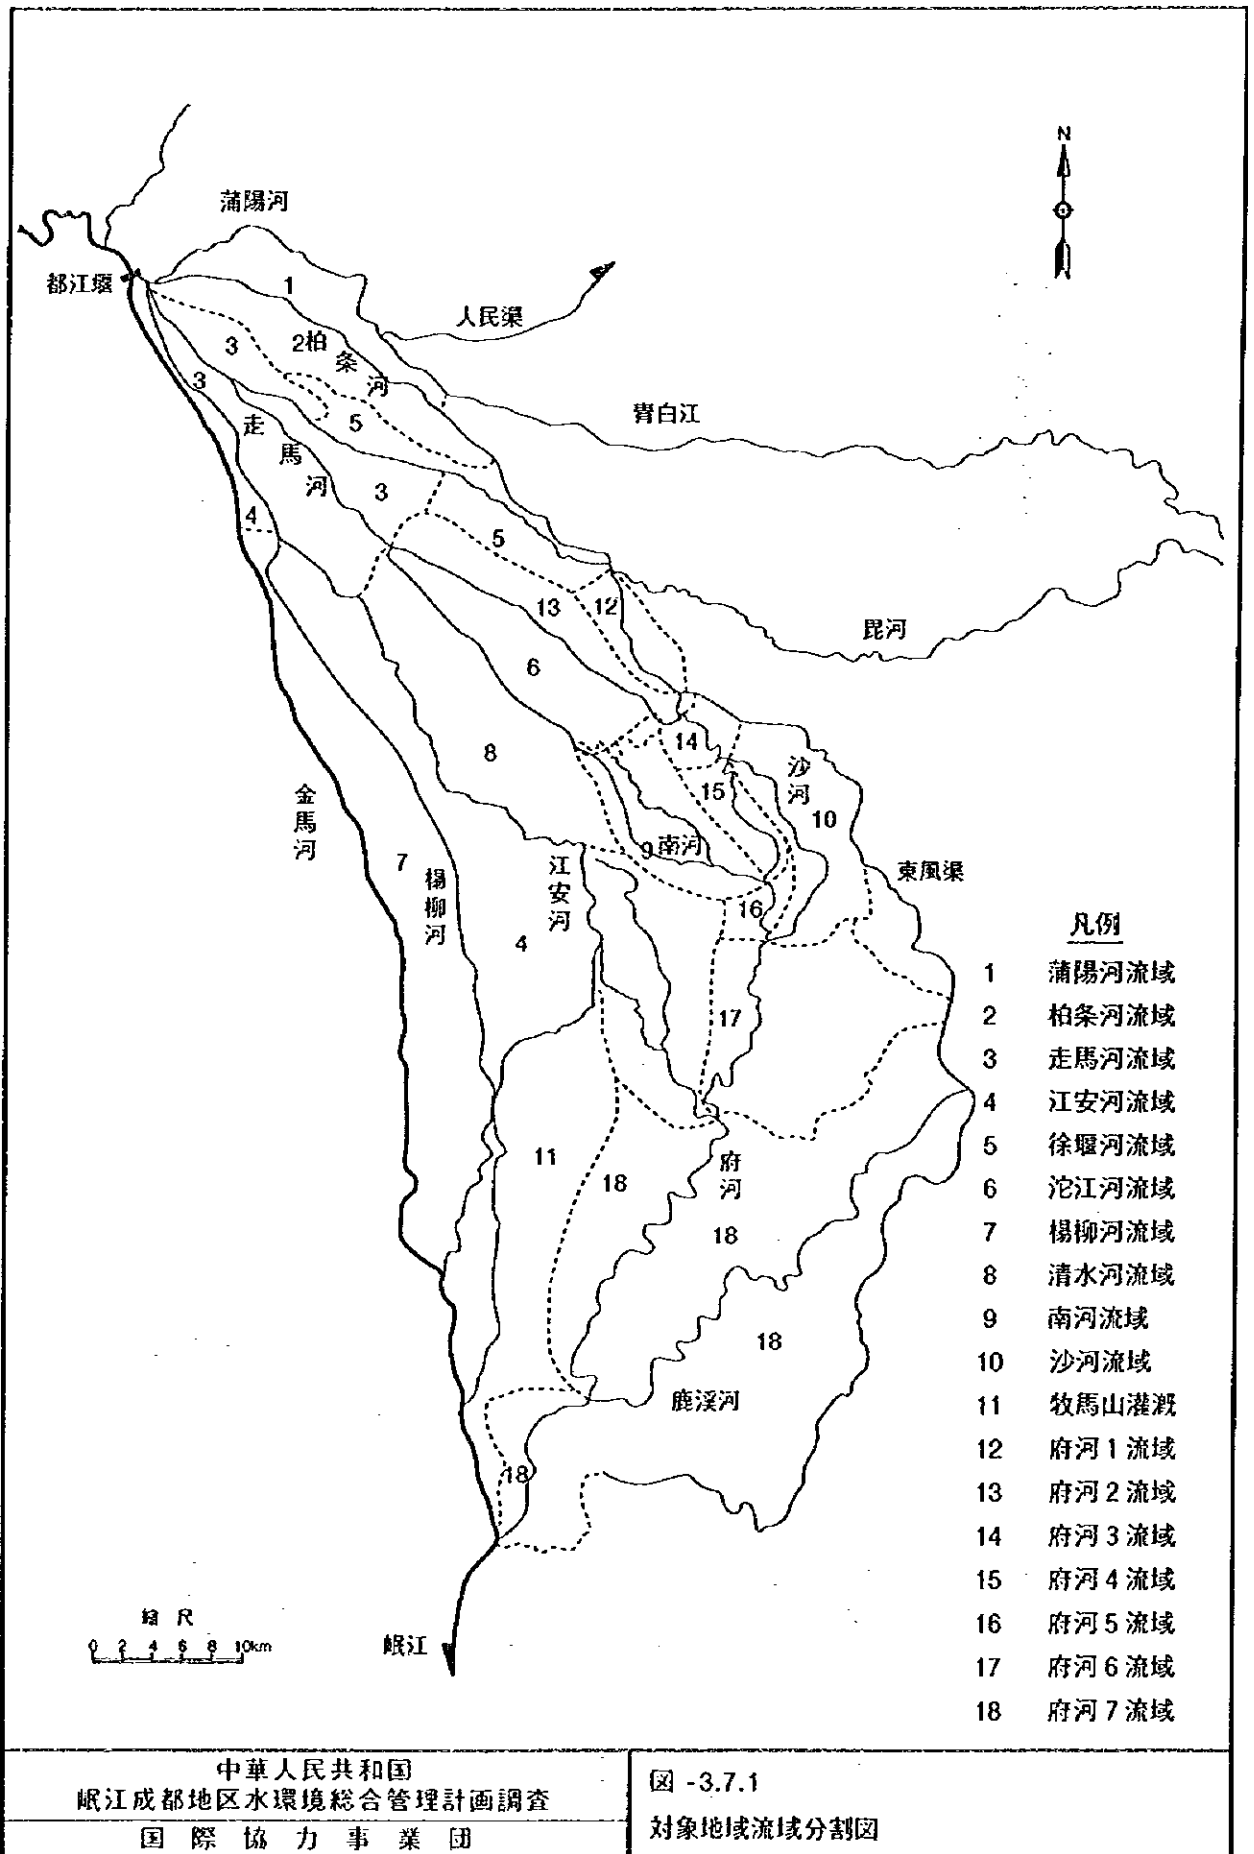 N
蒲陽河
都江堰
1
人民渠
2柏条河
3
3
5
走馬河
青白江
3
4
5
13
12
毘河
6
8
14
沙河
15
10
金馬河
7
楊柳河
9南河
江安河
東風渠
16
4
17
凡例
1 蒲陽河流域
2 柏条河流域
3 走馬河流域
4 江安河流域
5 徐堰河流域
6 沱江河流域
7 楊柳河流域
8 清水河流域
9 南河流域
10 沙河流域
11 牧馬山灌漑
12 府河1流域
13 府河2流域
14 府河3流域
15 府河4流域
16 府河5流域
17 府河6流域
18 府河7流域
11
18
府河
18
18
鹿渓河
18
縮尺
0 2 4 6 8 10km
岷江
中華人民共和国
岷江成都地区水環境総合管理計画調査
国際協力事業団
図 -3.7.1
対象地域流域分割図